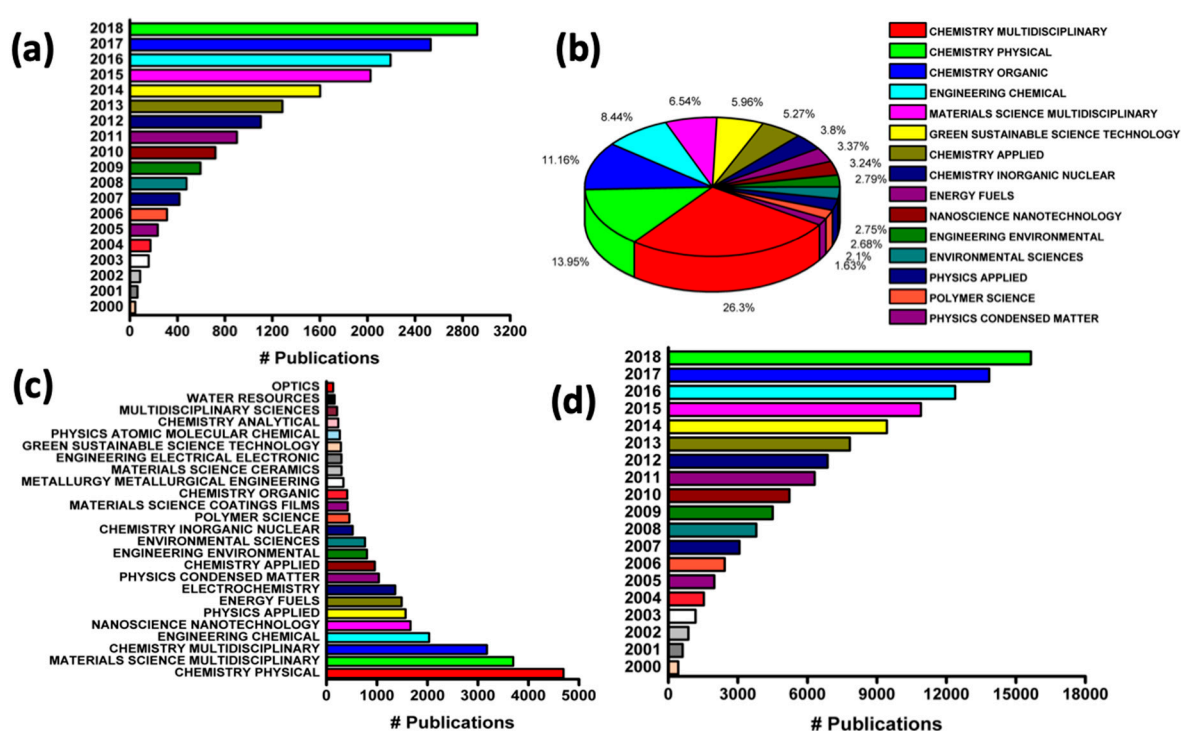 (a)
2018
2017
2016
2015
2014
2013
2012
2011
2010
2009
2008
2007
2006
2005
2004
2003
2002
2001
2000
0 400 800 1200 1600 2000 2400 2800 3200
# Publications
(b)
26.3%
13.95%
11.16%
8.44%
6.54%
5.96%
5.27%
3.8%
3.37%
3.24%
2.79%
2.75%
2.68%
2.1%
1.63%
CHEMISTRY MULTIDISCIPLINARY
CHEMISTRY PHYSICAL
CHEMISTRY ORGANIC
ENGINEERING CHEMICAL
MATERIALS SCIENCE MULTIDISCIPLINARY
GREEN SUSTAINABLE SCIENCE TECHNOLOGY
CHEMISTRY APPLIED
CHEMISTRY INORGANIC NUCLEAR
ENERGY FUELS
NANOSCIENCE NANOTECHNOLOGY
ENGINEERING ENVIRONMENTAL
ENVIRONMENTAL SCIENCES
PHYSICS APPLIED
POLYMER SCIENCE
PHYSICS CONDENSED MATTER
(c)
OPTICS
WATER RESOURCES
MULTIDISCIPLINARY SCIENCES
CHEMISTRY ANALYTICAL
PHYSICS ATOMIC MOLECULAR CHEMICAL
GREEN SUSTAINABLE SCIENCE TECHNOLOGY
ENGINEERING ELECTRICAL ELECTRONIC
MATERIALS SCIENCE CERAMICS
METALLURGY METALLURGICAL ENGINEERING
CHEMISTRY ORGANIC
MATERIALS SCIENCE COATINGS FILMS
POLYMER SCIENCE
CHEMISTRY INORGANIC NUCLEAR
ENVIRONMENTAL SCIENCES
ENGINEERING ENVIRONMENTAL
CHEMISTRY APPLIED
PHYSICS CONDENSED MATTER
ELECTROCHEMISTRY
ENERGY FUELS
PHYSICS APPLIED
NANOSCIENCE NANOTECHNOLOGY
ENGINEERING CHEMICAL
CHEMISTRY MULTIDISCIPLINARY
MATERIALS SCIENCE MULTIDISCIPLINARY
CHEMISTRY PHYSICAL
0 1000 2000 3000 4000 5000
# Publications
(d)
2018
2017
2016
2015
2014
2013
2012
2011
2010
2009
2008
2007
2006
2005
2004
2003
2002
2001
2000
0 3000 6000 9000 12000 15000 18000
# Publications